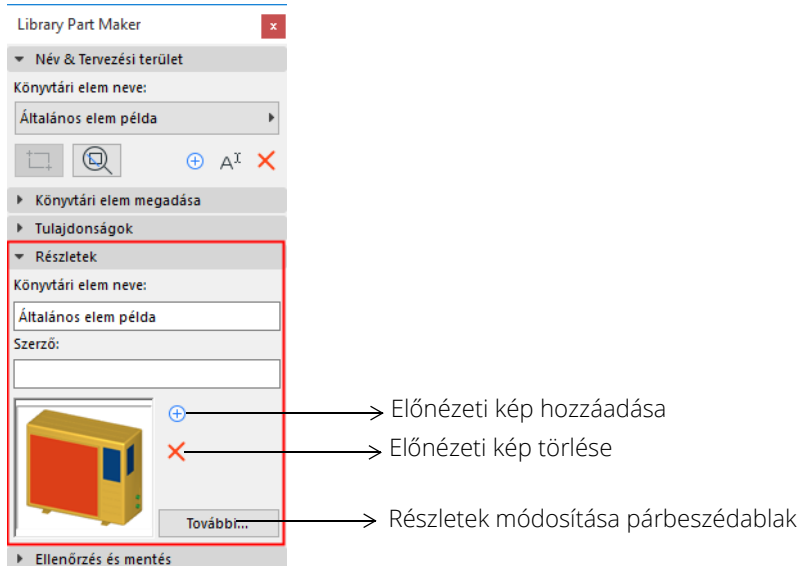 Library Part Maker
x
Név & Tervezési terület
Könyvtári elem neve:
Általános elem példa
Könyvtári elem megadása
Tulajdonságok
Részletek
Könyvtári elem neve:
Általános elem példa
Szerző:
Előnézeti kép hozzáadása
Előnézeti kép törlése
További... Részletek módosítása párbeszédablak
Ellenőrzés és mentés